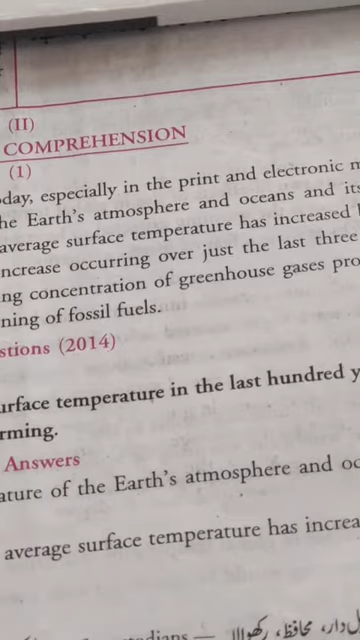 (II)
COMPREHENSION
(1)
especially in the print and electronic
he Earth's atmosphere and oceans and its
average surface temperature has increased
ncrease occurring over just the last three
ng concentration of greenhouse gases pro
ning of fossil fuels.
stions (2014)
urface temperature in the last hundred y
rming.
Answers
ature of the Earth's atmosphere and oc
average surface temperature has increa
محافظ، رکھوالا